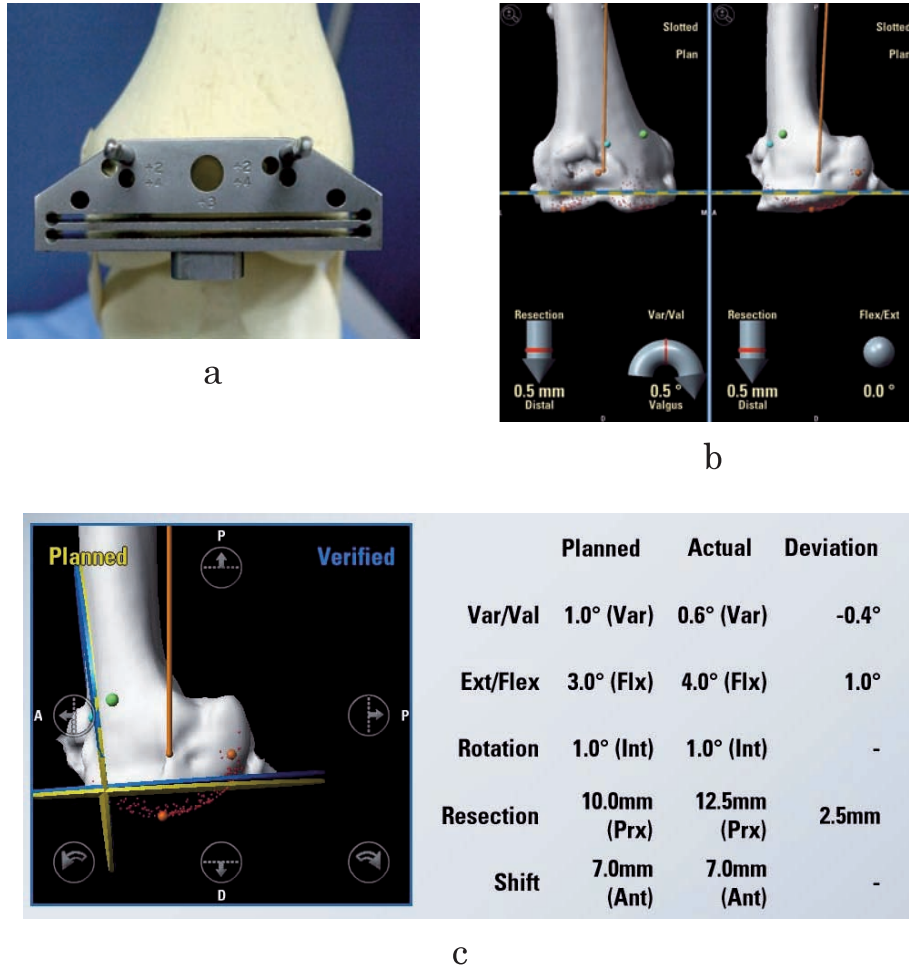 +2 +2
+4 +4
+3
a
Slotted
Plan
Slotted
Plan
M A
Resection Var/Val
0.5 mm 0.5 °
Distal Valgus
D
Resection Flex/Ext
0.5 mm 0.0 °
Distal
D
b
Planned Verified
P
A P
D
Planned Actual Deviation
Var/Val 1.0° (Var) 0.6° (Var) -0.4°
Ext/Flex 3.0° (Flx) 4.0° (Flx) 1.0°
Rotation 1.0° (Int) 1.0° (Int) -
Resection 10.0mm (Prx) 12.5mm (Prx) 2.5mm
Shift 7.0mm (Ant) 7.0mm (Ant) -
c